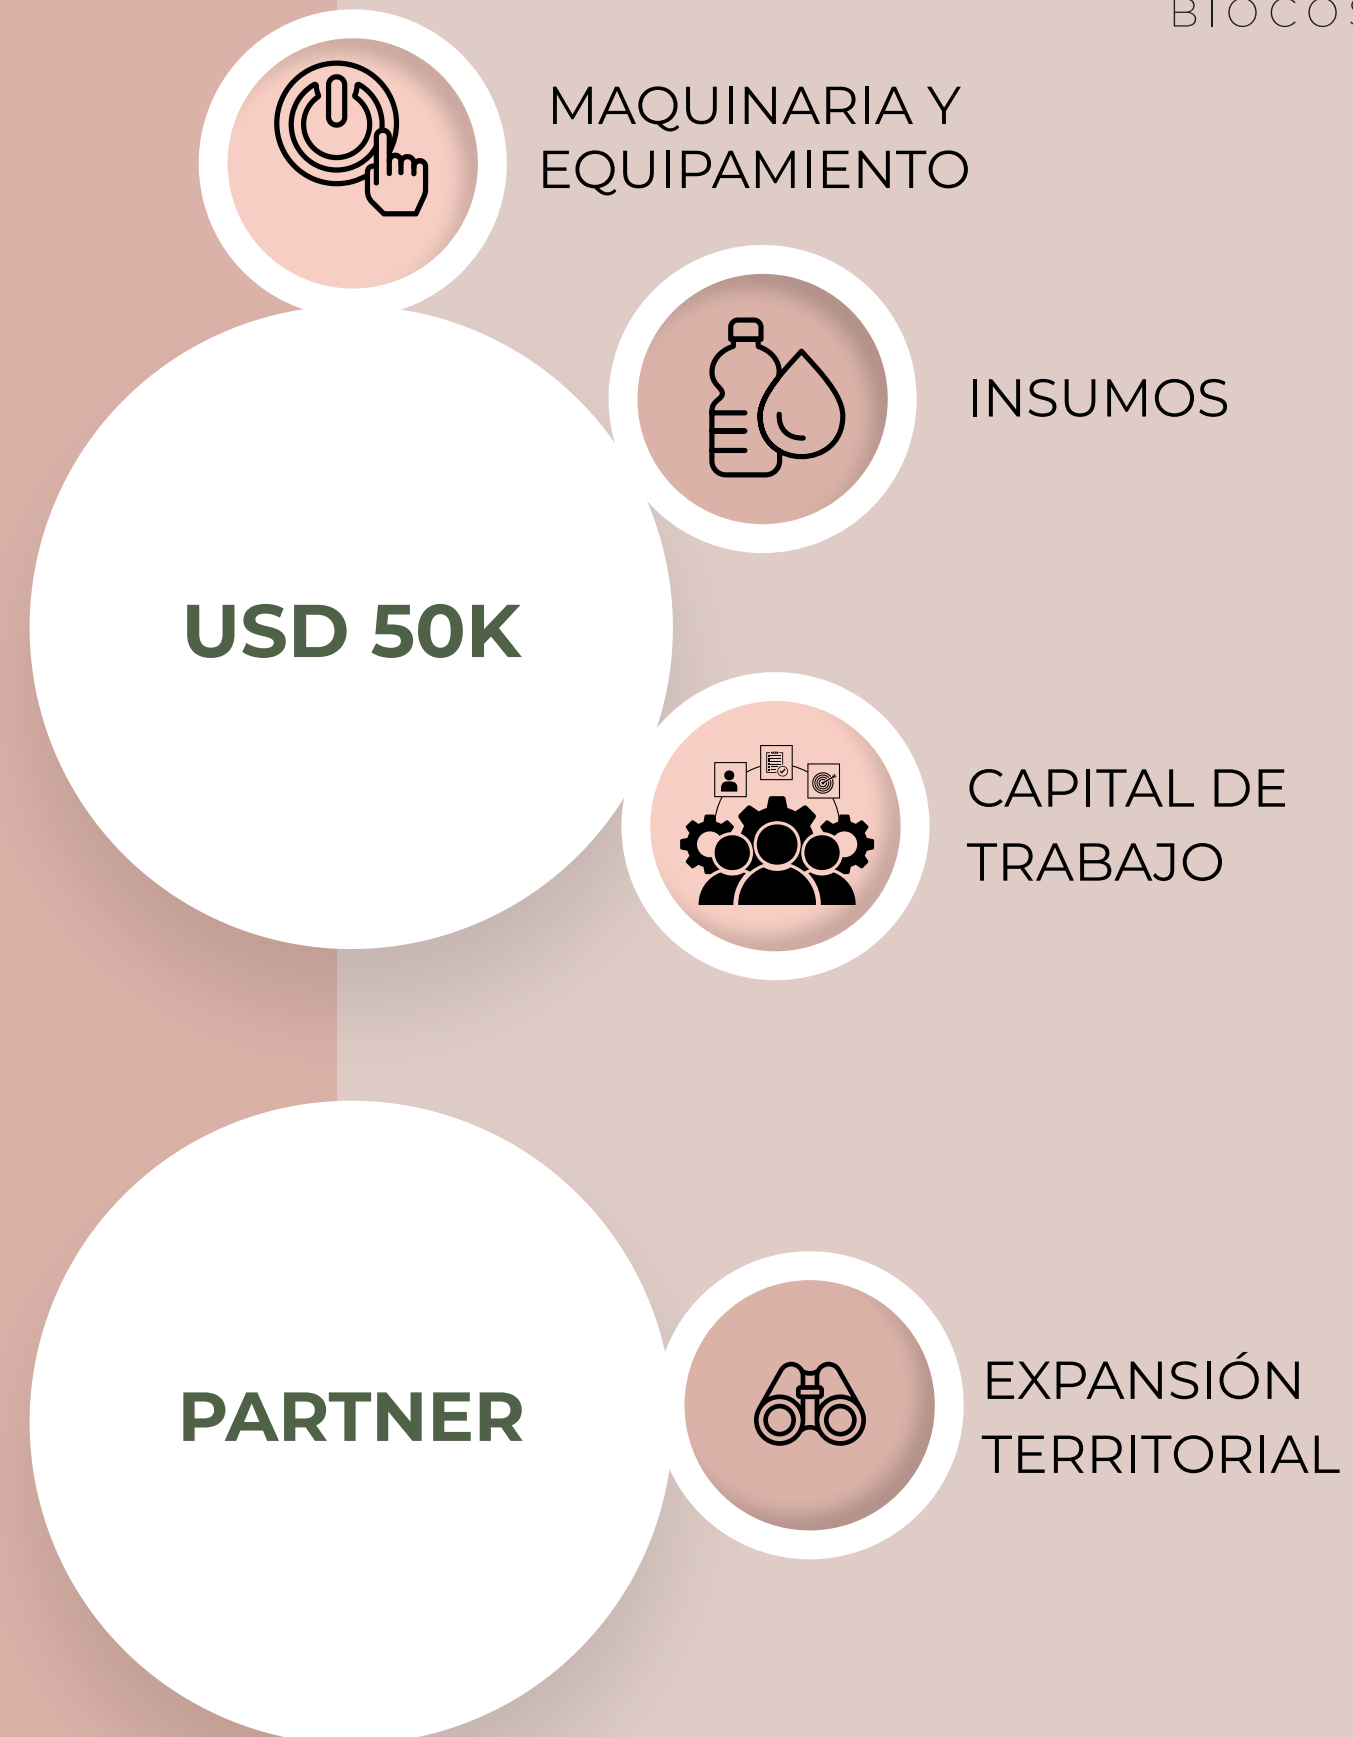 MAQUINARIA Y
EQUIPAMIENTO
INSUMOS
USD 50K
CAPITAL DE
TRABAJO
PARTNER
EXPANSIÓN
TERRITORIAL